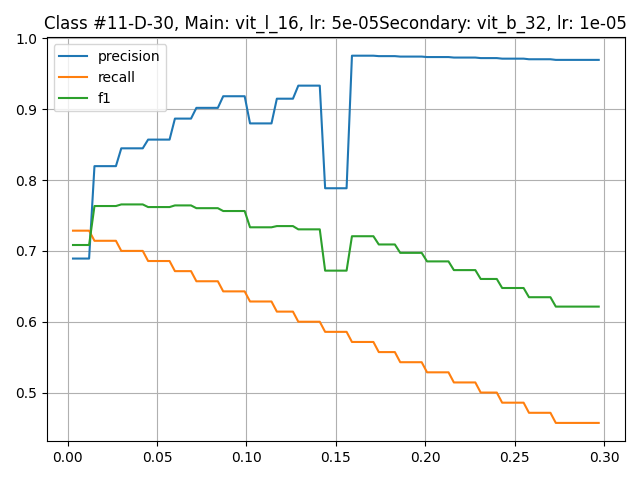 Class #11-D-30, Main: vit_l_16, lr: 5e-05Secondary: vit_b_32, lr: 1e-05
1.0
precision
recall
f1
0.9
0.8
0.7
0.6
0.5
0.00 0.05 0.10 0.15 0.20 0.25 0.30